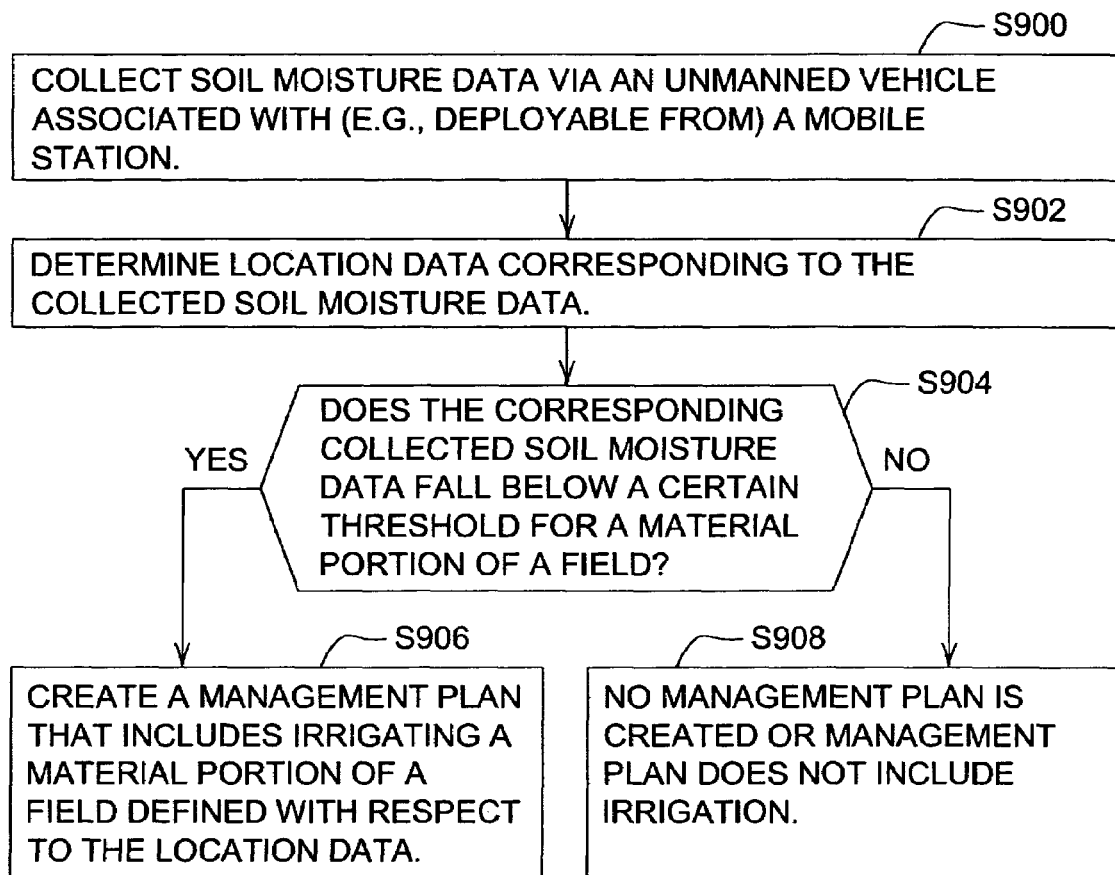 S900
COLLECT SOIL MOISTURE DATA VIA AN UNMANNED VEHICLE
ASSOCIATED WITH (E.G., DEPLOYABLE FROM) A MOBILE
STATION.
S902
DETERMINE LOCATION DATA CORRESPONDING TO THE
COLLECTED SOIL MOISTURE DATA.
S904
DOES THE CORRESPONDING
COLLECTED SOIL MOISTURE
DATA FALL BELOW A CERTAIN
THRESHOLD FOR A MATERIAL
PORTION OF A FIELD?
YES
NO
S906
CREATE A MANAGEMENT PLAN
THAT INCLUDES IRRIGATING A
MATERIAL PORTION OF A
FIELD DEFINED WITH RESPECT
TO THE LOCATION DATA.
S908
NO MANAGEMENT PLAN IS
CREATED OR MANAGEMENT
PLAN DOES NOT INCLUDE
IRRIGATION.